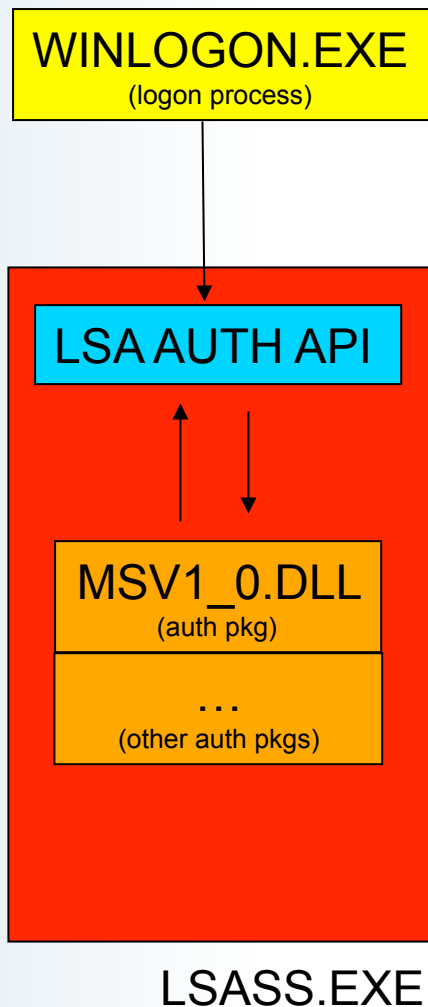 WINLOGON.EXE
(logon process)
LSA AUTH API
MSV1_0.DLL
(auth pkg)
...
(other auth pkgs)
LSASS.EXE